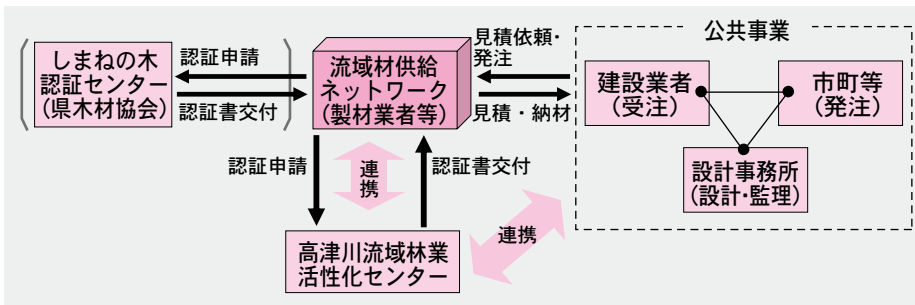 しまねの木
認証センター
(県木材協会)
認証申請
認証書交付
流域材供給
ネットワーク
(製材業者等)
見積依頼・
発注
見積・納材
公共事業
建設業者
(受注)
市町等
(発注)
設計事務所
(設計・監理)
認証申請
連
携
認証書交付
連携
高津川流域林業
活性化センター